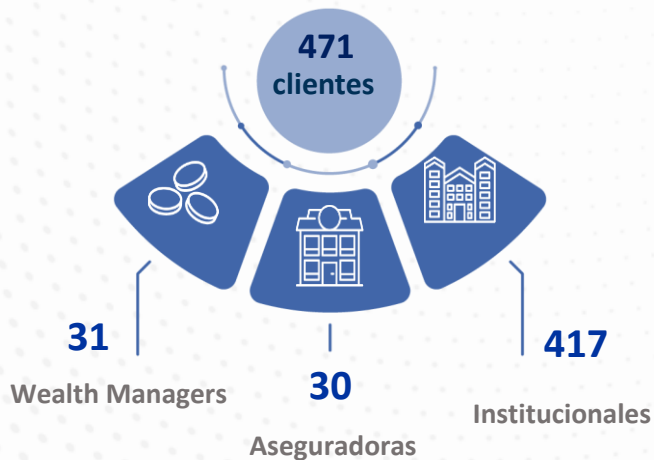 471
clientes
31
Wealth Managers
30
Aseguradoras
417
Institucionales